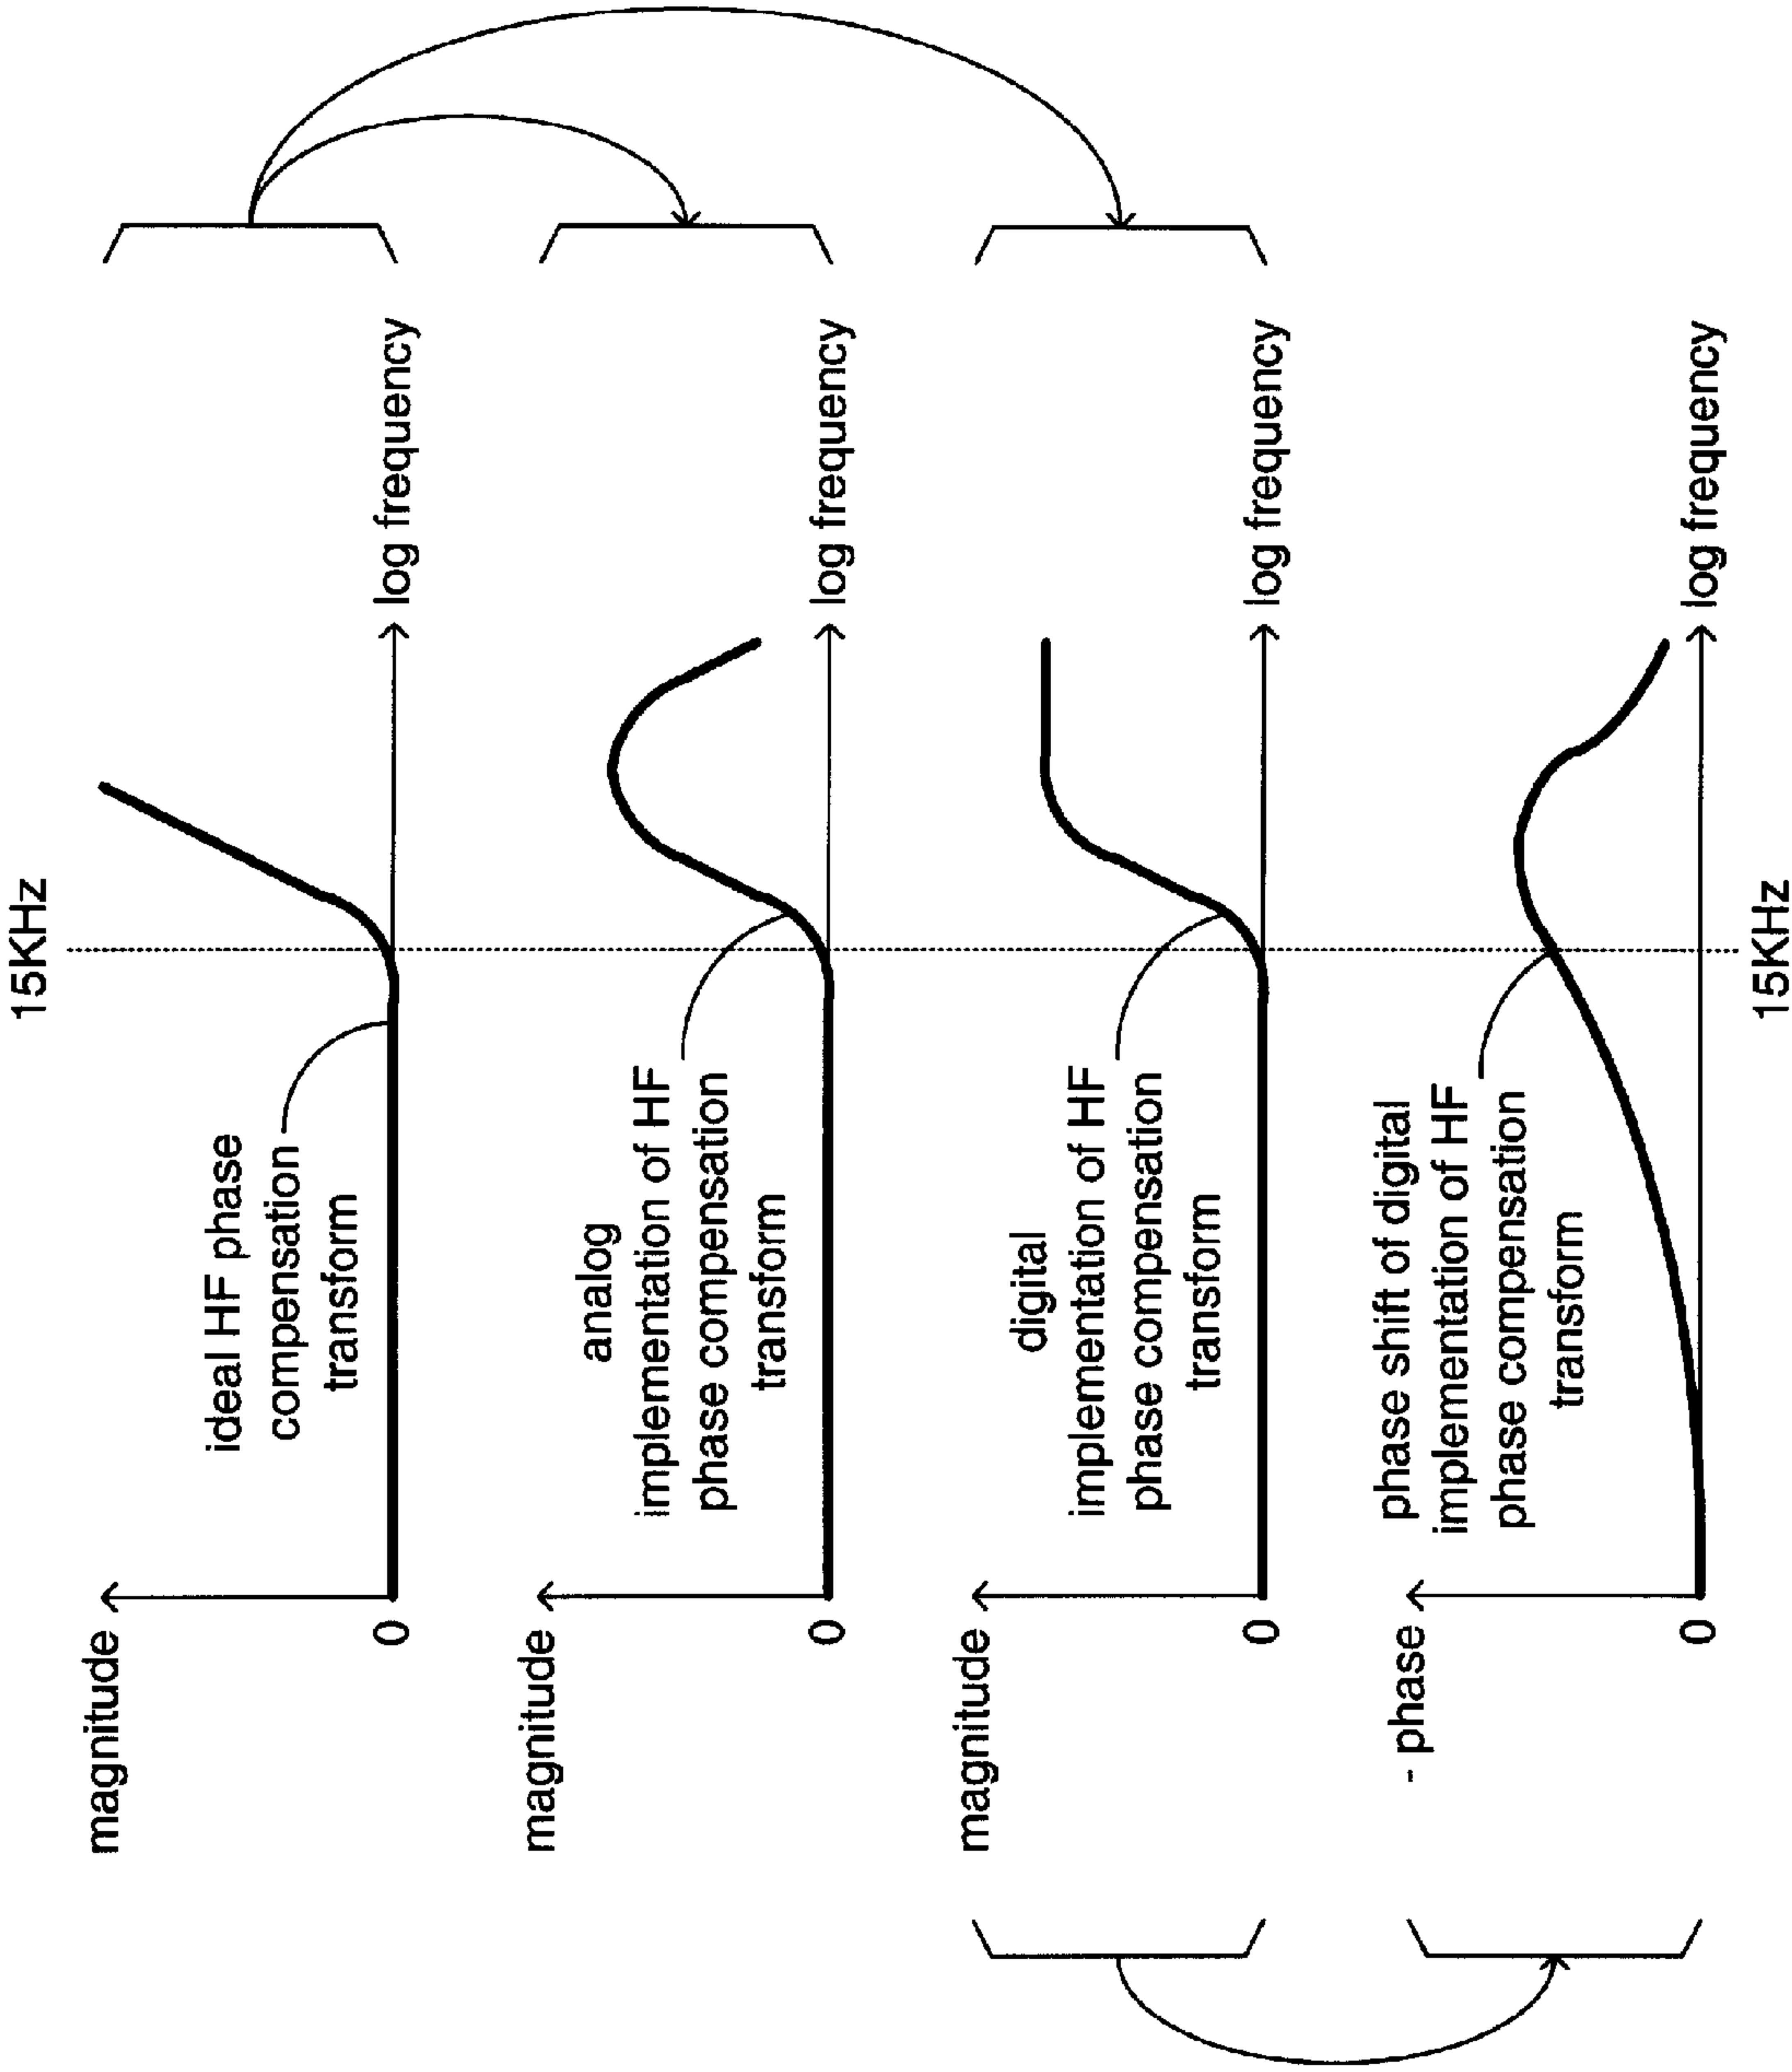 15KHz
magnitude
ideal HF phase
compensation
transform
0
log frequency
magnitude
analog
implementation of HF
phase compensation
transform
0
log frequency
magnitude
digital
implementation of HF
phase compensation
transform
0
log frequency
- phase
phase shift of digital
implementation of HF
phase compensation
transform
0
log frequency
15KHz